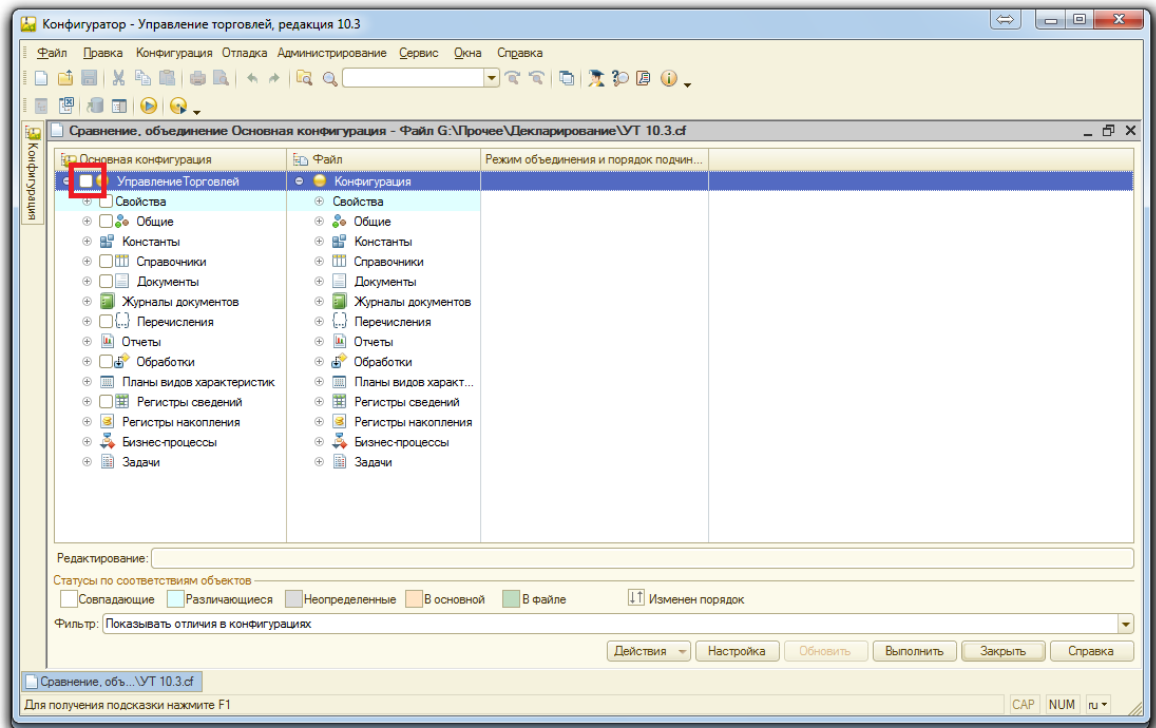 Конфигуратор - Управление торговлей, редакция 10.3
Файл Правка Конфигурация Отладка Администрирование Сервис Окна Справка
Конфигурация
Сравнение, объединение Основная конфигурация - Файл G:\Прочее\Декларирование\УТ 10.3.cf
Основная конфигурация Файл Режим объединения и порядок подчин...
УправлениеТорговлей Конфигурация
Свойства Свойства
Общие Общие
Константы Константы
Справочники Справочники
Документы Документы
Журналы документов Журналы документов
Перечисления Перечисления
Отчеты Отчеты
Обработки Обработки
Планы видов характеристик Планы видов характ...
Регистры сведений Регистры сведений
Регистры накопления Регистры накопления
Бизнес-процессы Бизнес-процессы
Задачи Задачи
Редактирование:
Статусы по соответствиям объектов
Совпадающие Различающиеся Неопределенные В основной В файле Изменен порядок
Фильтр: Показывать отличия в конфигурациях
Действия Настройка Обновить Выполнить Закрыть Справка
Сравнение, объ...\УТ 10.3.cf
Для получения подсказки нажмите F1 CAP NUM ru